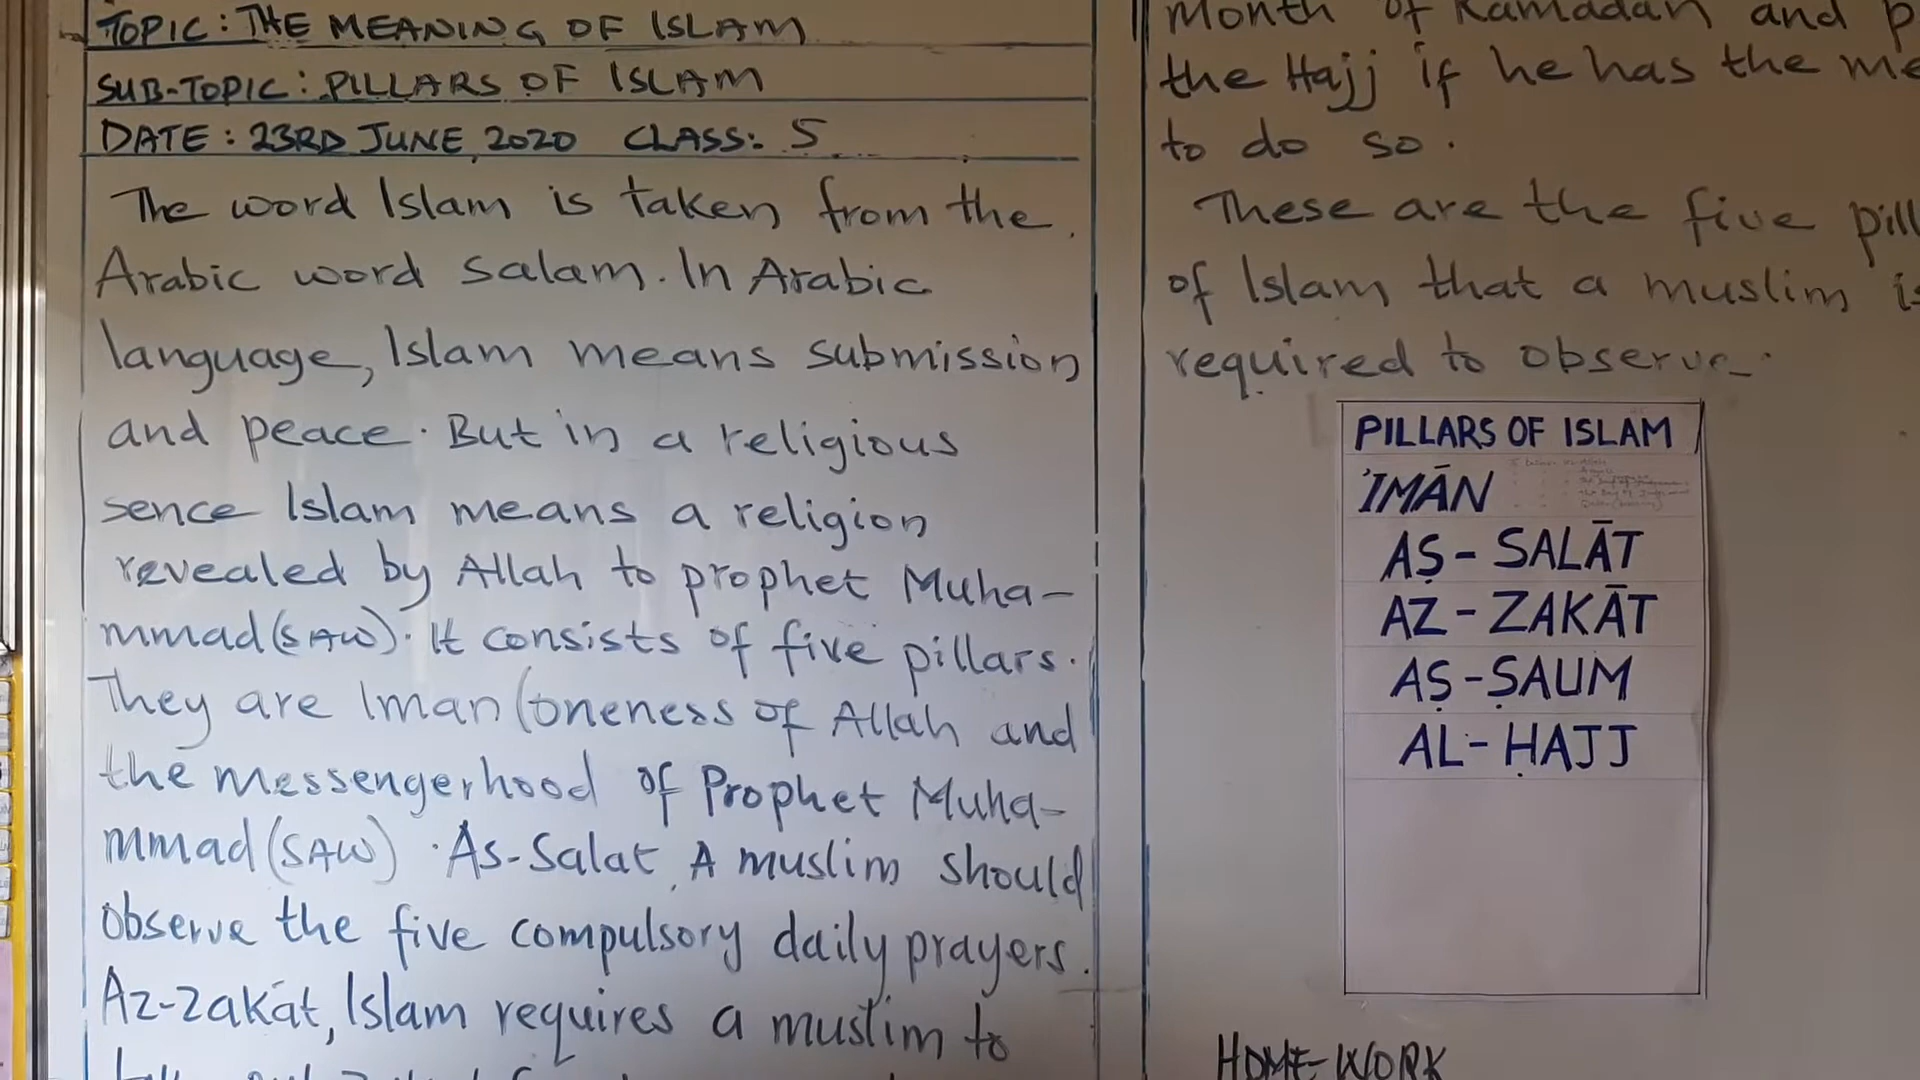 TOPIC: THE MEANING OF ISLAM
SUB-TOPIC: PILLARS OF ISLAM
DATE: 23RD JUNE, 2020 CLASS: 5
The word Islam is taken from the
Arabic word salam. In Arabic
language, Islam means submission
and peace. But in a religious
sence Islam means a religion
revealed by Allah to prophet Muha-
mmad(SAW). It consists of five pillars.
They are Iman (oneness of Allah and
the messengerhood of Prophet Muha-
mmad(SAW). As-Salat, A muslim should
observe the five compulsory daily prayers.
Az-zakāt, Islam requires a muslim to
month of Ramadan and
the Hajj if he has the
to do so.
These are the five
of Islam that a muslim is
required to observe.
PILLARS OF ISLAM
'IMĀN
AṢ-SALĀT
AZ-ZAKĀT
AṢ-ṢAUM
AL-ḤAJJ
HOME-WORK